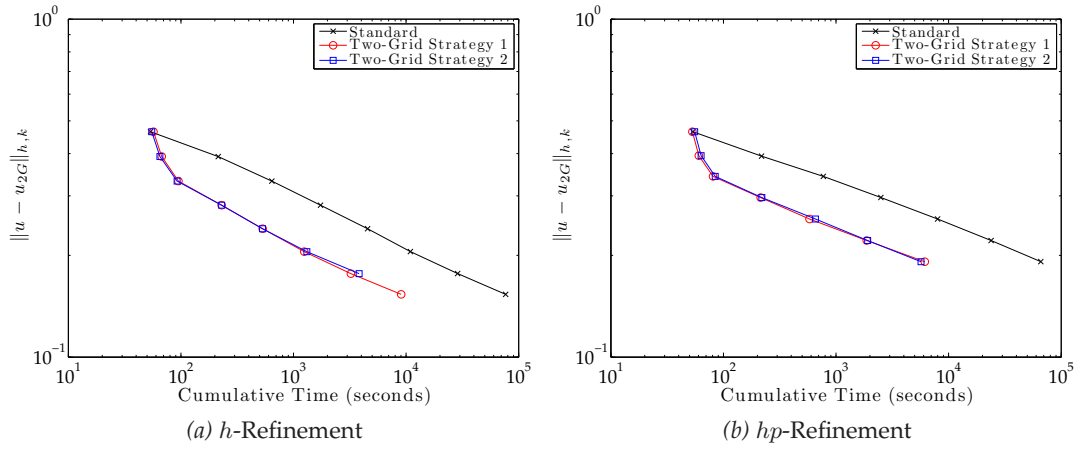 10^0
Standard
Two-Grid Strategy 1
Two-Grid Strategy 2
‖u − u_{2G}‖_{h,k}
10^{-1}
10^1
10^2
10^3
10^4
10^5
Cumulative Time (seconds)
(a) h-Refinement
10^0
Standard
Two-Grid Strategy 1
Two-Grid Strategy 2
‖u − u_{2G}‖_{h,k}
10^{-1}
10^1
10^2
10^3
10^4
10^5
Cumulative Time (seconds)
(b) hp-Refinement